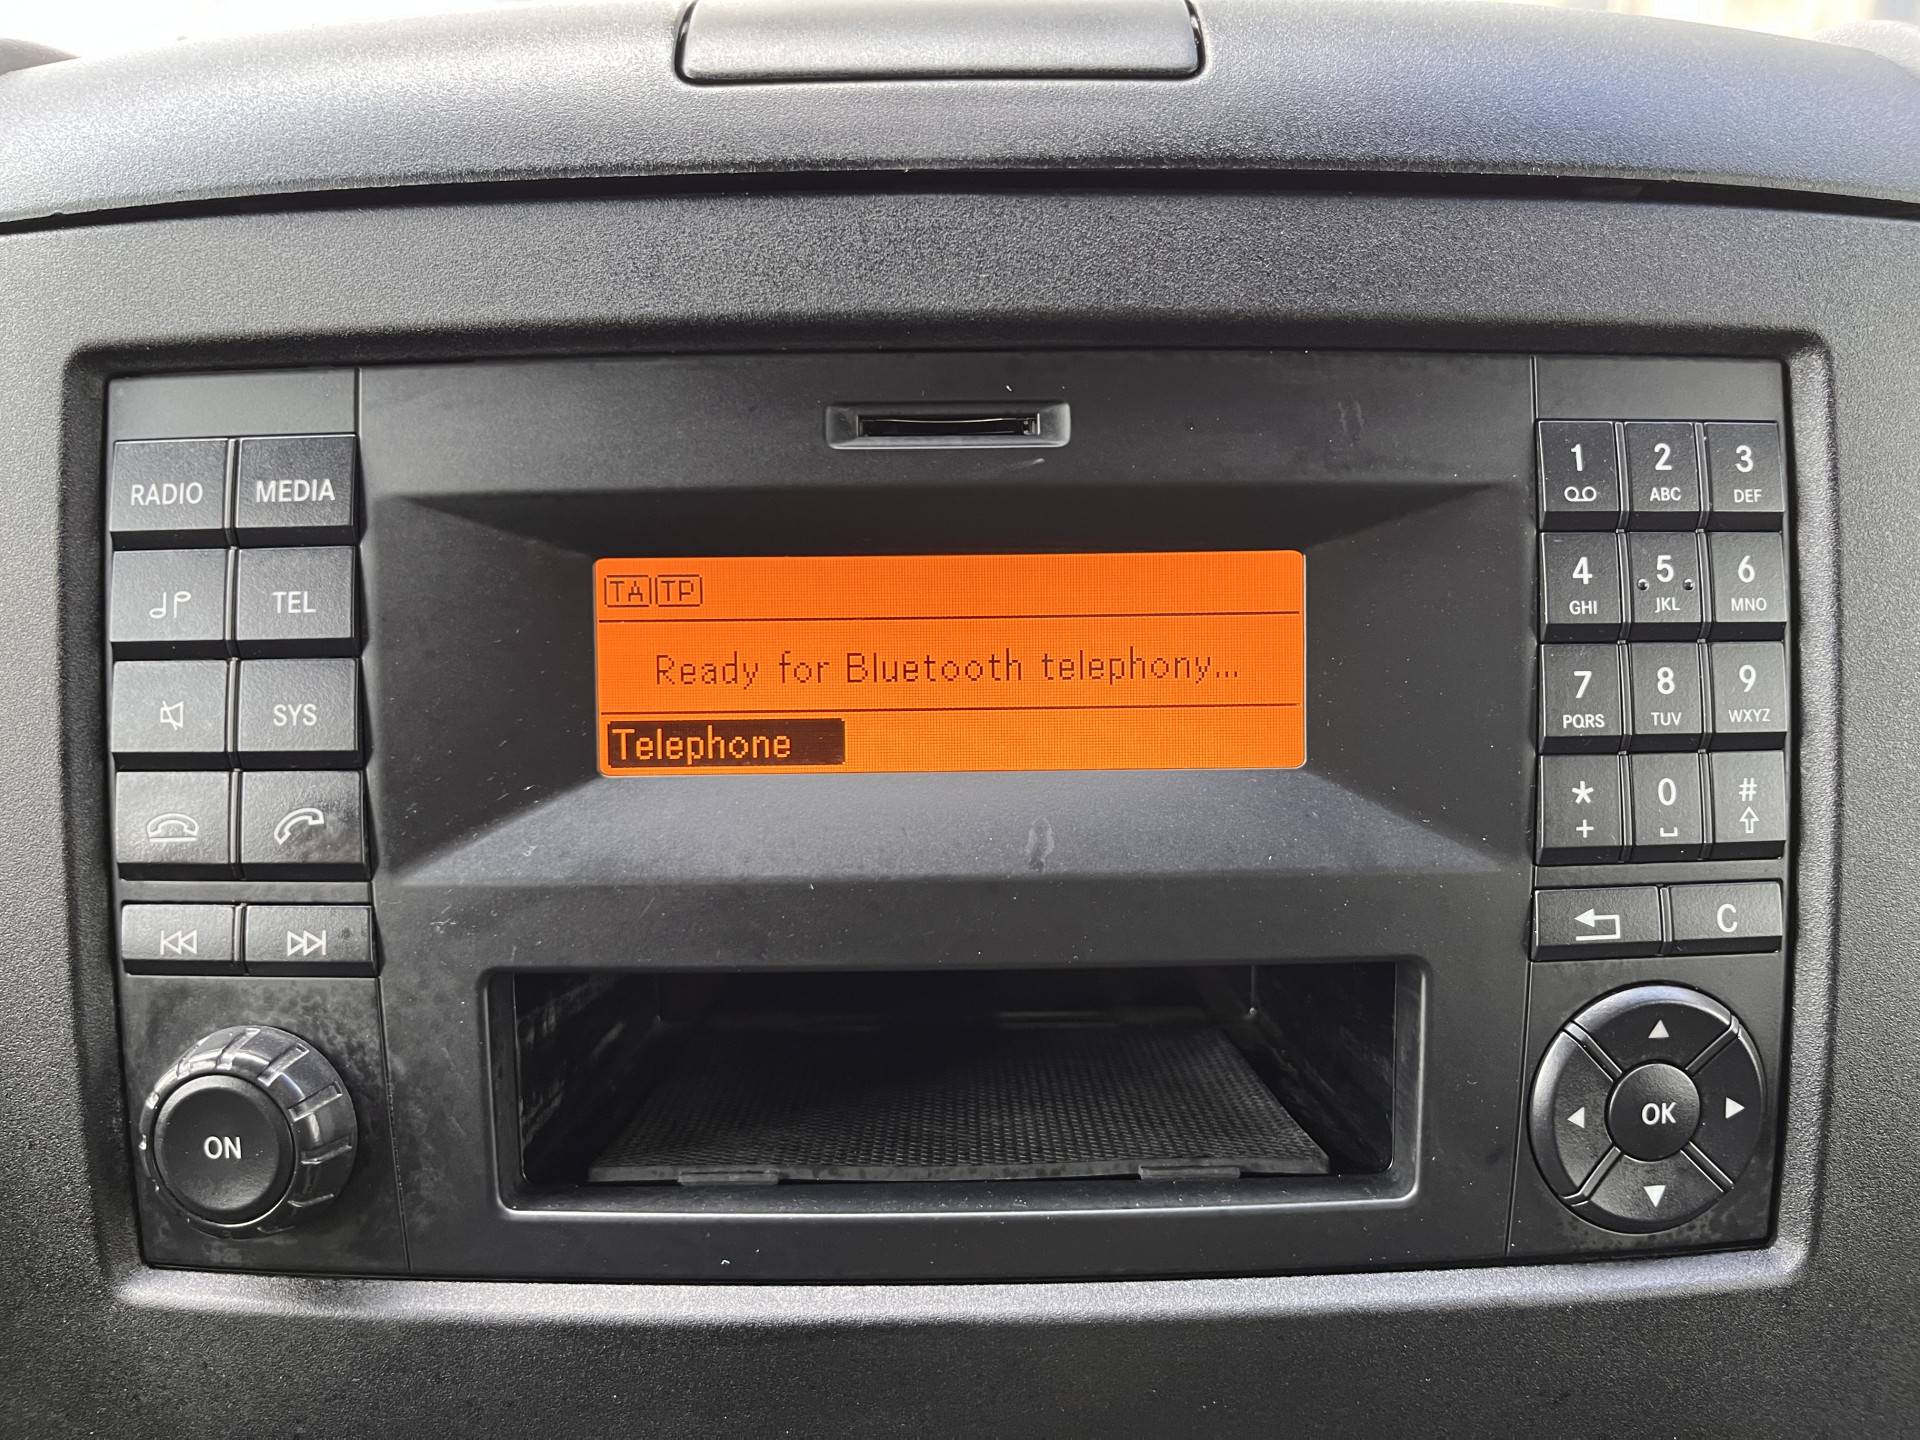 RADIO MEDIA
TEL
SYS
ON
TA TP
Ready for Bluetooth telephony...
Telephone
1 2 3
ABC DEF
4 5 6
GHI JKL MNO
7 8 9
PQRS TUV WXYZ
* 0 #
+
C
OK